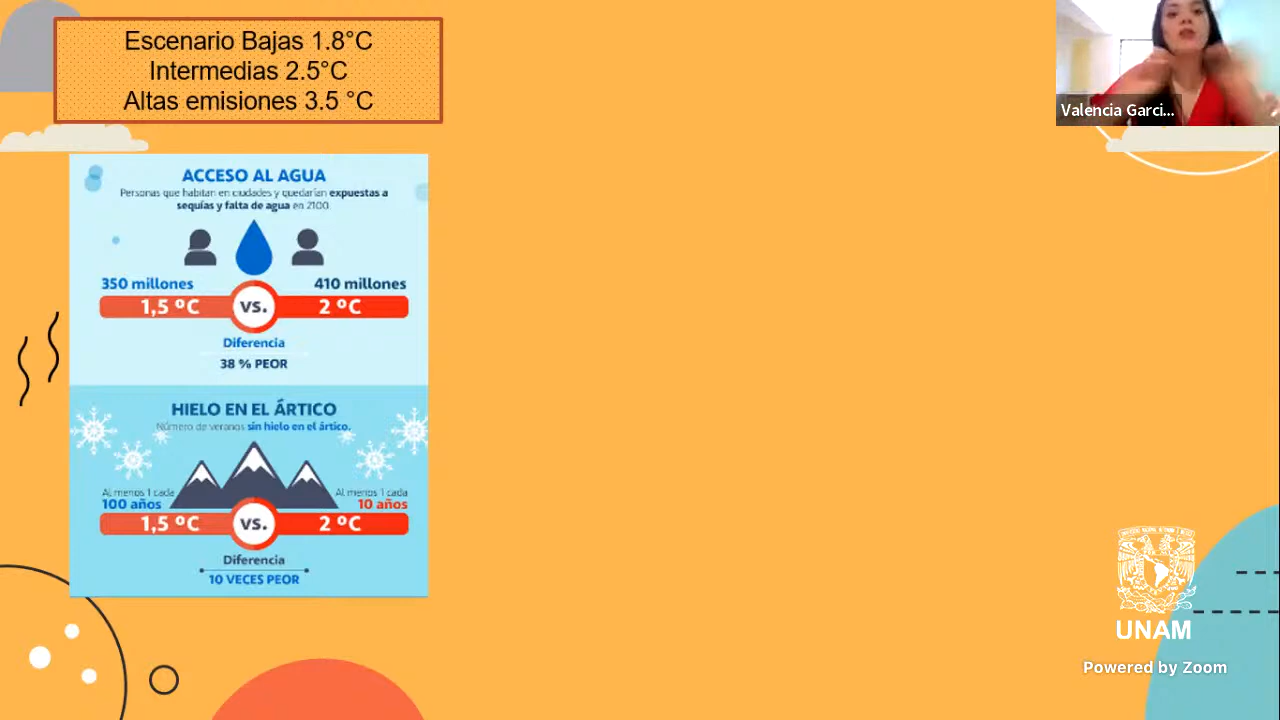 Escenario Bajas 1.8°C
Intermedias 2.5°C
Altas emisiones 3.5 °C
Valencia Garci...
ACCESO AL AGUA
Personas que habitan en ciudades y quedarían expuestas a
sequías y falta de agua en 2100.
350 millones
410 millones
1,5 ºC
VS.
2 ºC
Diferencia
38 % PEOR
HIELO EN EL ÁRTICO
Número de veranos sin hielo en el ártico.
Al menos 1 cada
100 años
Al menos 1 cada
10 años
1,5 ºC
VS.
2 ºC
Diferencia
10 VECES PEOR
UNAM
Powered by Zoom